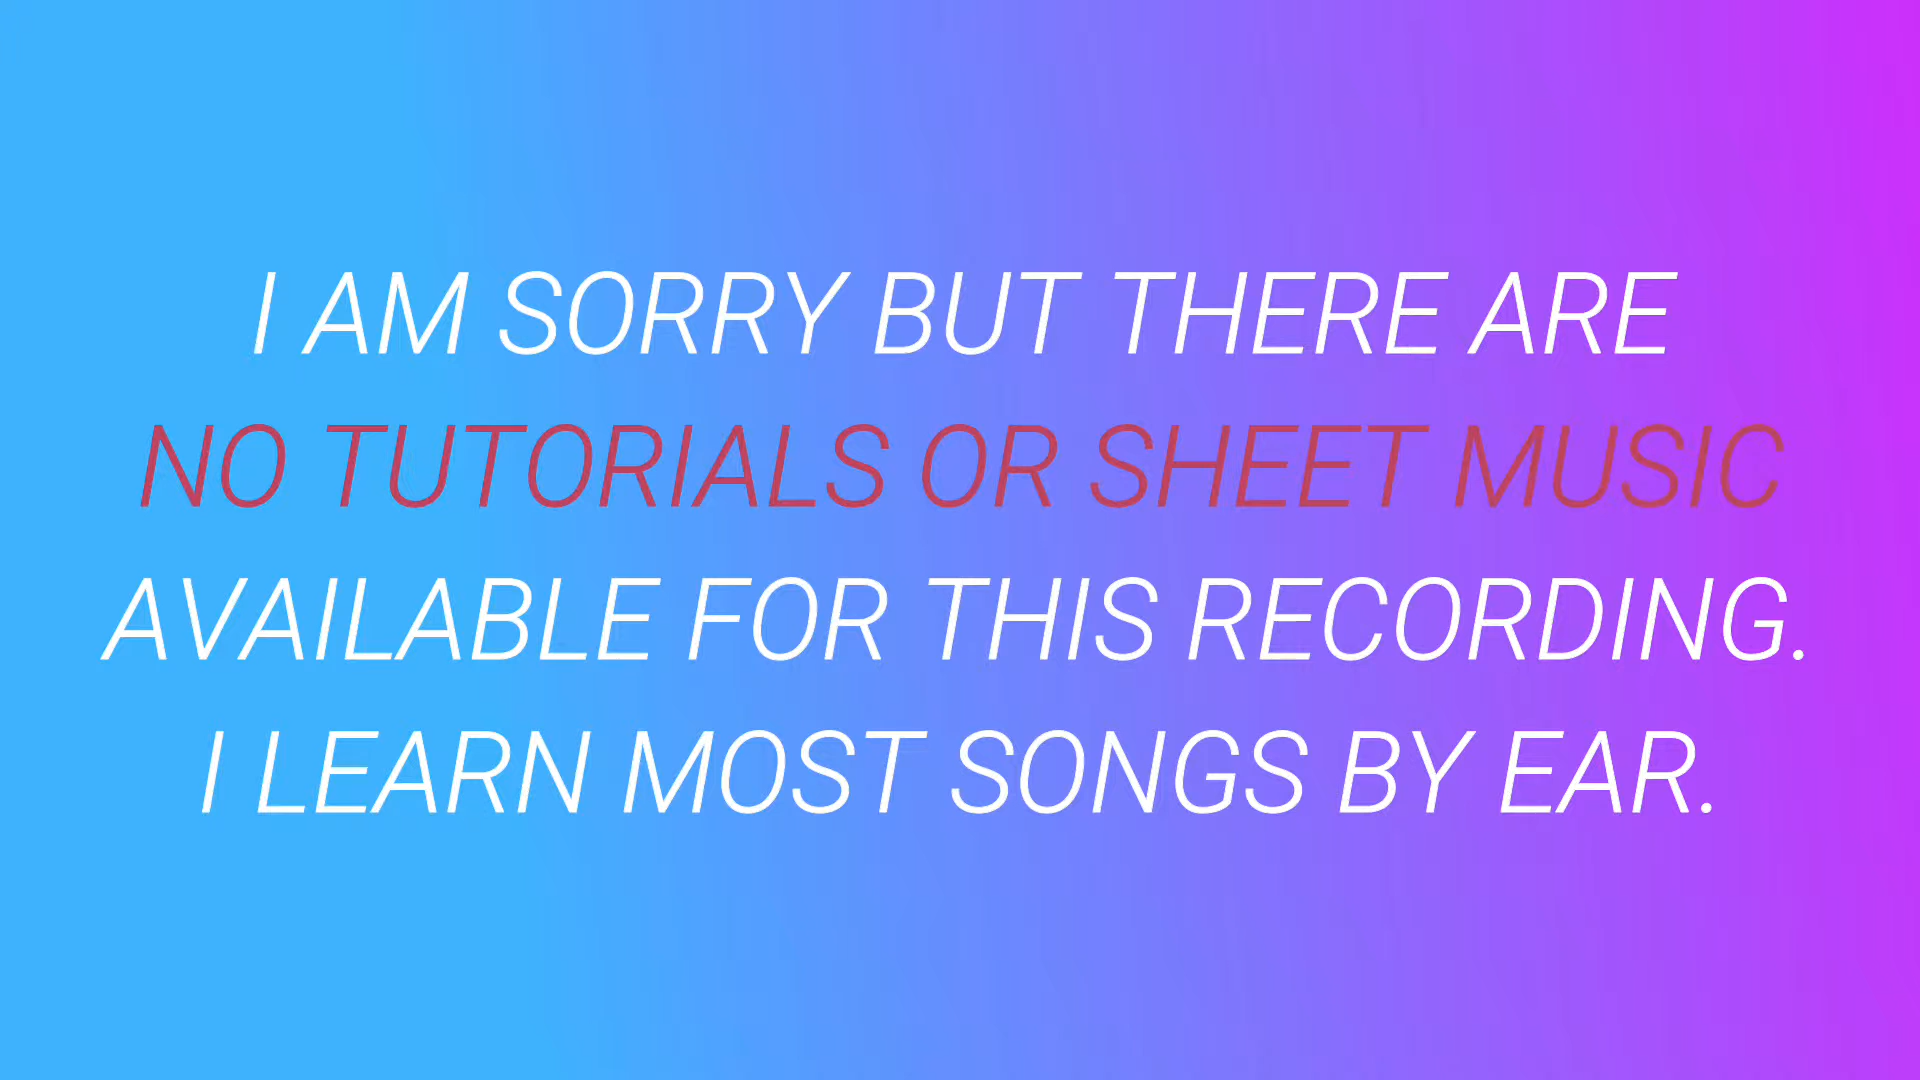 I AM SORRY BUT THERE ARE
NO TUTORIALS OR SHEET MUSIC
AVAILABLE FOR THIS RECORDING.
I LEARN MOST SONGS BY EAR.